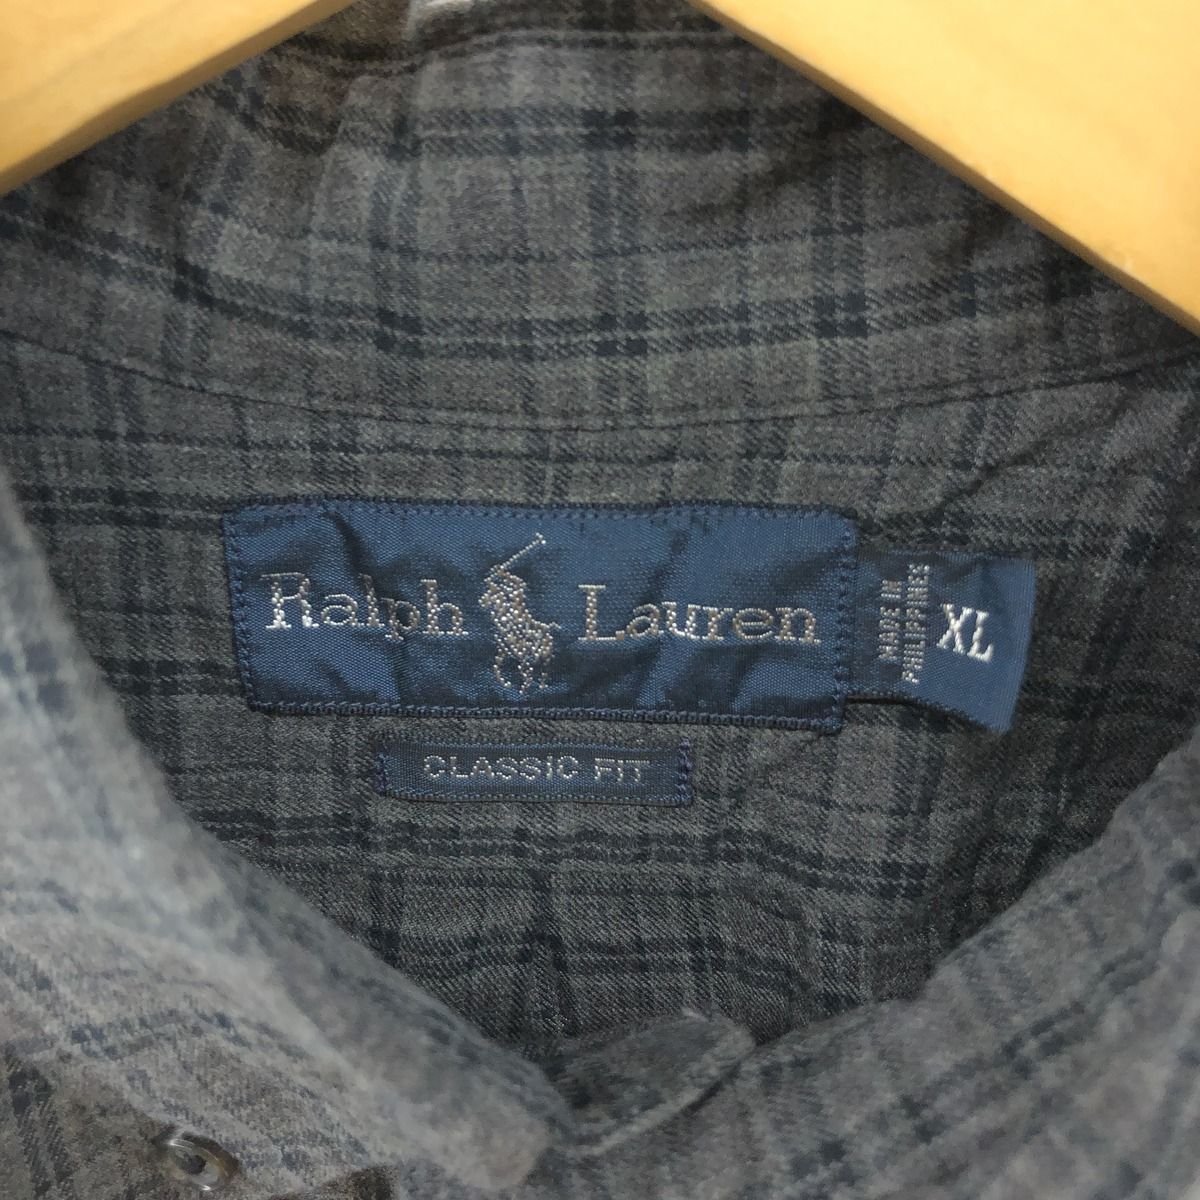 Ralph Lauren
MADE IN
PHILIPPINES
XL
CLASSIC FIT